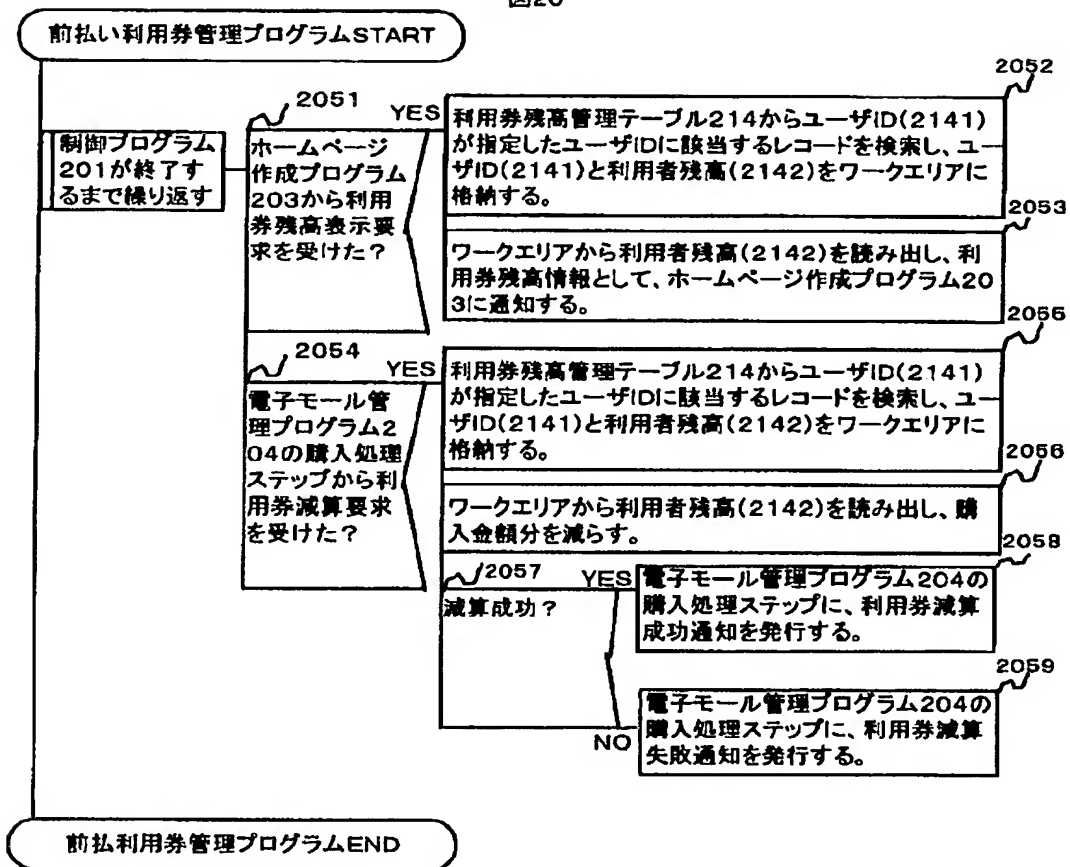 図20
前払い利用券管理プログラムSTART
制御プログラム
201が終了す
るまで繰り返す
2051
YES
ホームページ
作成プログラム
203から利用
券残高表示要
求を受けた?
2052
利用券残高管理テーブル214からユーザID(2141)
が指定したユーザIDに該当するレコードを検索し、ユー
ザID(2141)と利用者残高(2142)をワークエリアに
格納する。
2053
ワークエリアから利用者残高(2142)を読み出し、利
用券残高情報として、ホームページ作成プログラム20
3に通知する。
2054
YES
電子モール管
理プログラム2
04の購入処理
ステップから利
用券減算要求
を受けた?
2055
利用券残高管理テーブル214からユーザID(2141)
が指定したユーザIDに該当するレコードを検索し、ユー
ザID(2141)と利用者残高(2142)をワークエリアに
格納する。
2056
ワークエリアから利用者残高(2142)を読み出し、購
入金額分を減らす。
2057
YES
減算成功?
2058
電子モール管理プログラム204の
購入処理ステップに、利用券減算
成功通知を発行する。
NO
2059
電子モール管理プログラム204の
購入処理ステップに、利用券減算
失敗通知を発行する。
前払利用券管理プログラムEND